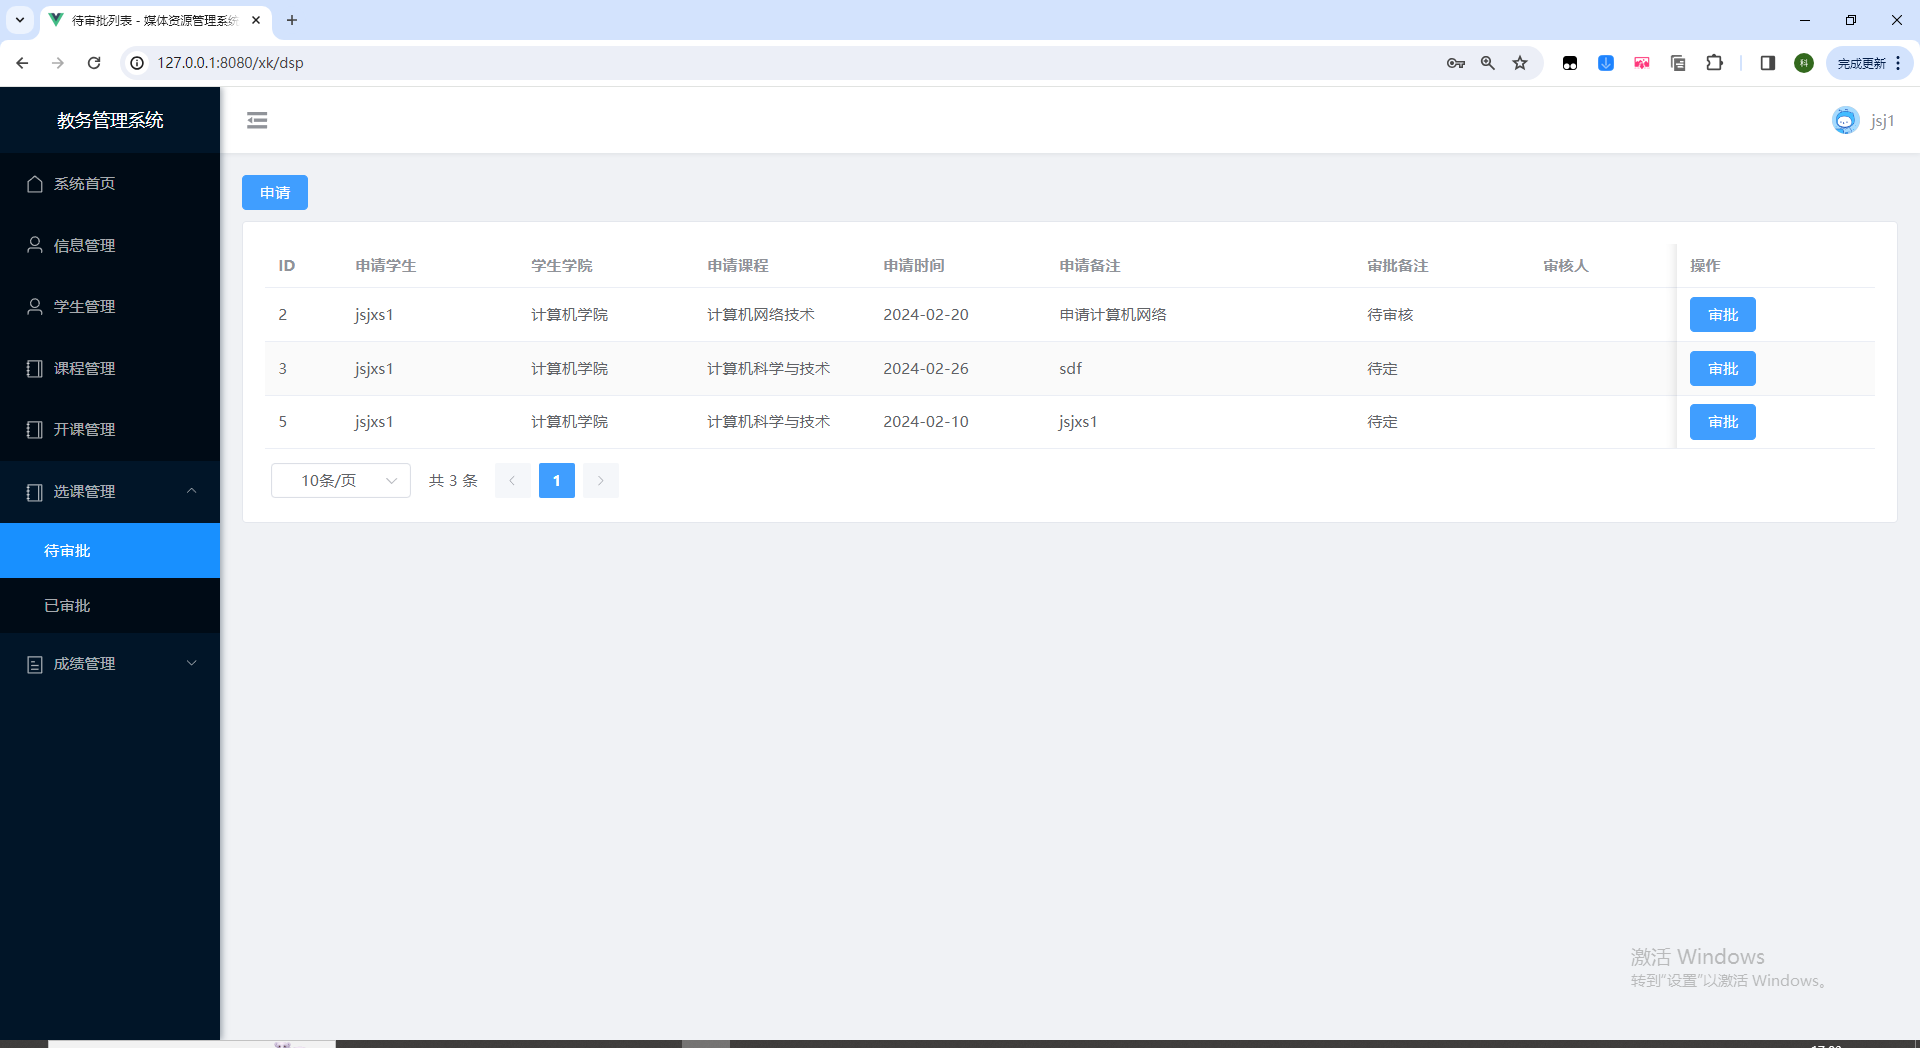 待审批列表 - 媒体资源管理系统
127.0.0.1:8080/xk/dsp
科
完成更新
教务管理系统
jsj1
系统首页
信息管理
学生管理
课程管理
开课管理
选课管理
待审批
已审批
成绩管理
申请
ID 申请学生 学生学院 申请课程 申请时间 申请备注 审批备注 审核人 操作
2 jsjxs1 计算机学院 计算机网络技术 2024-02-20 申请计算机网络 待审核 审批
3 jsjxs1 计算机学院 计算机科学与技术 2024-02-26 sdf 待定 审批
5 jsjxs1 计算机学院 计算机科学与技术 2024-02-10 jsjxs1 待定 审批
10条/页 共 3 条 1
激活 Windows
转到“设置”以激活 Windows。